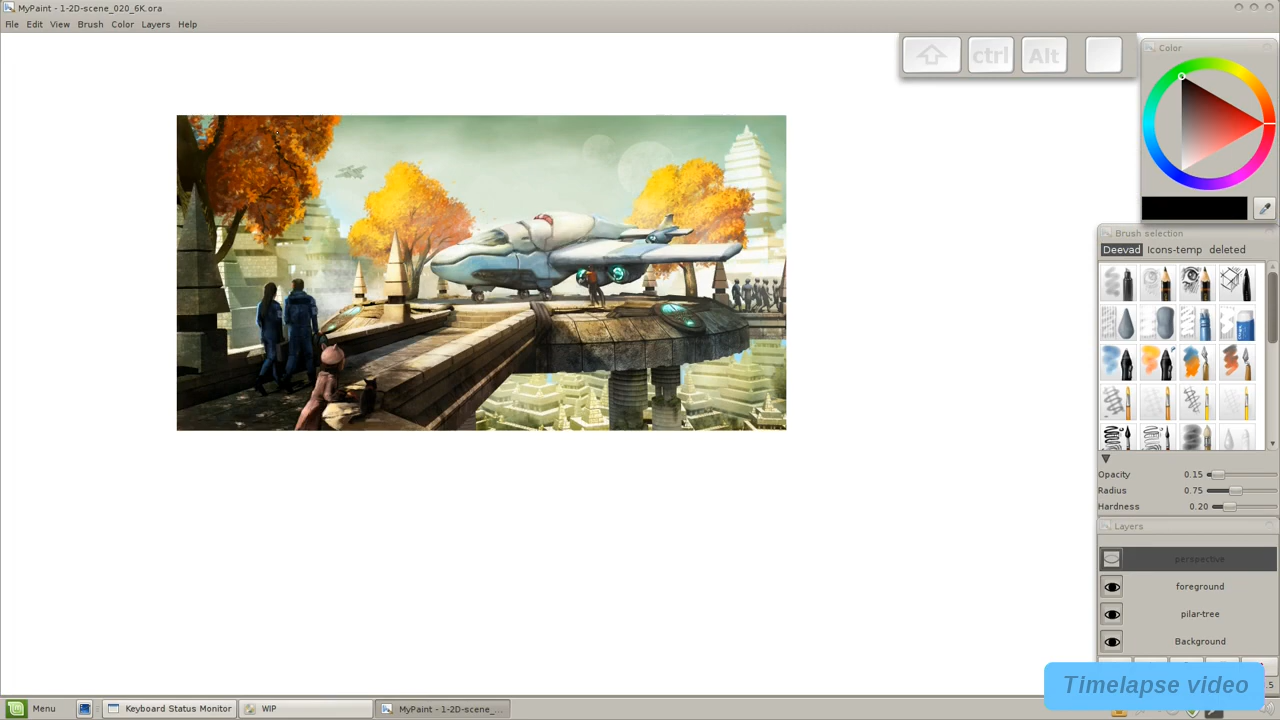 MyPaint - 1-2D-scene_020_6K.ora
File Edit View Brush Color Layers Help
ctrl Alt
Color
Brush selection
Deevad Icons-temp deleted
Opacity 0.15
Radius 0.75
Hardness 0.20
Layers
perspective
foreground
pilar-tree
Background
Timelapse video
Menu Keyboard Status Monitor WIP MyPaint - 1-2D-scene_...